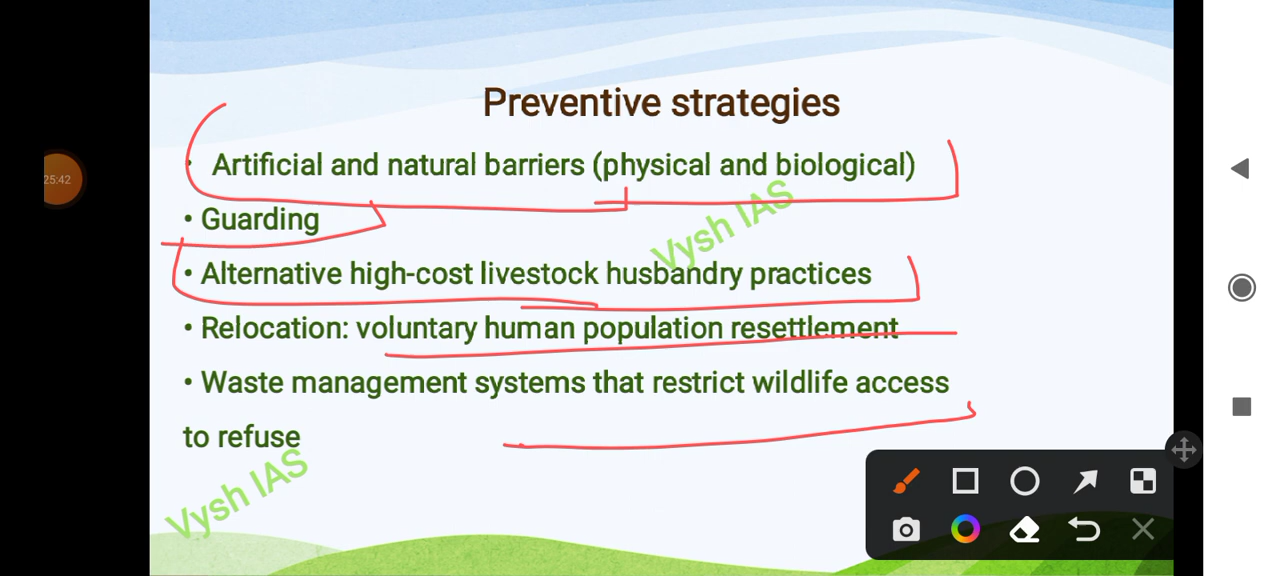 Preventive strategies
• Artificial and natural barriers (physical and biological)
• Guarding
Vysh IAS
• Alternative high-cost livestock husbandry practices
• Relocation: voluntary human population resettlement
• Waste management systems that restrict wildlife access
to refuse
Vysh IAS
25:42